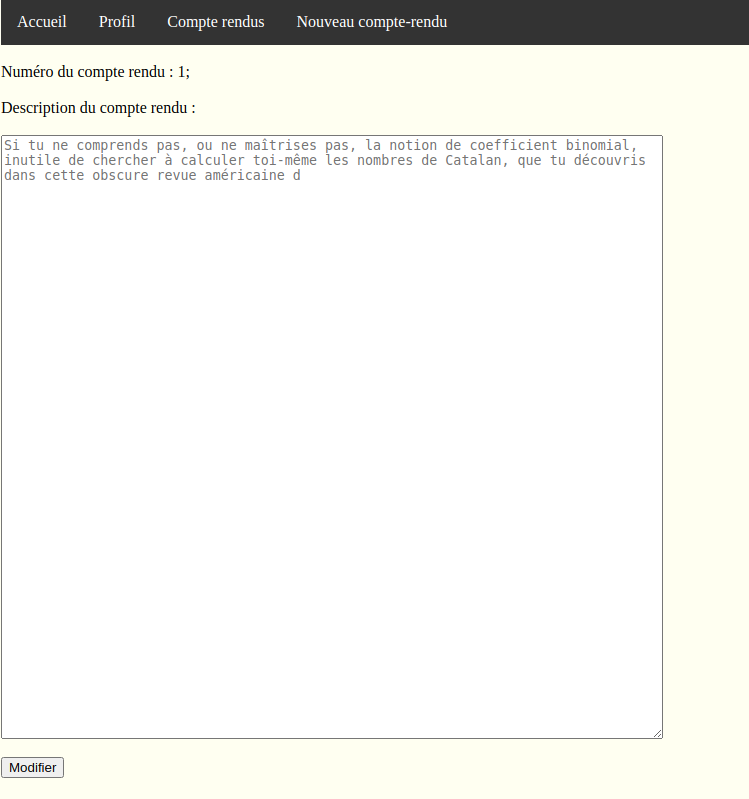 Accueil Profil Compte rendus Nouveau compte-rendu
Numéro du compte rendu : 1;
Description du compte rendu :
Si tu ne comprends pas, ou ne maîtrises pas, la notion de coefficient binomial,
inutile de chercher à calculer toi-même les nombres de Catalan, que tu découvris
dans cette obscure revue américaine d
Modifier